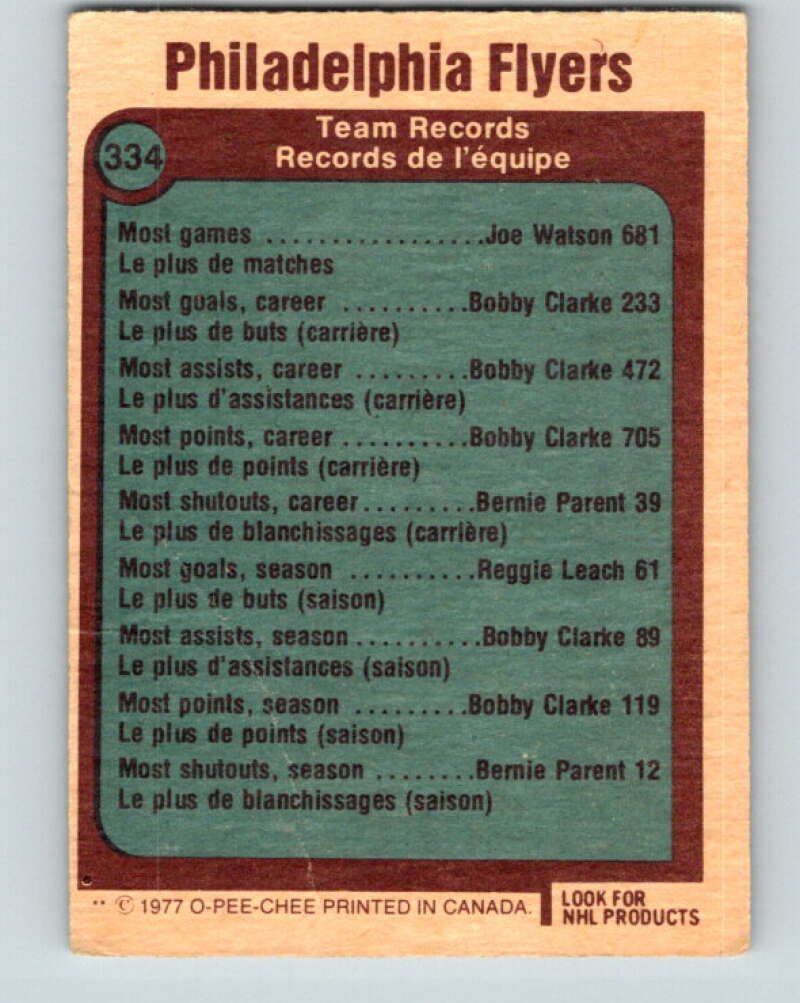 Philadelphia Flyers
334
Team Records
Records de l'équipe
Most games .................Joe Watson 681
Le plus de matches
Most goals, career ..........Bobby Clarke 233
Le plus de buts (carrière)
Most assists, career .........Bobby Clarke 472
Le plus d'assistances (carrière)
Most points, career ..........Bobby Clarke 705
Le plus de points (carrière)
Most shutouts, career.........Bernie Parent 39
Le plus de blanchissages (carrière)
Most goals, season ..........Reggie Leach 61
Le plus de buts (saison)
Most assists, season ..........Bobby Clarke 89
Le plus d'assistances (saison)
Most points, season .........Bobby Clarke 119
Le plus de points (saison)
Most shutouts, season ........Bernie Parent 12
Le plus de blanchissages (saison)
** © 1977 O-PEE-CHEE PRINTED IN CANADA.
LOOK FOR
NHL PRODUCTS